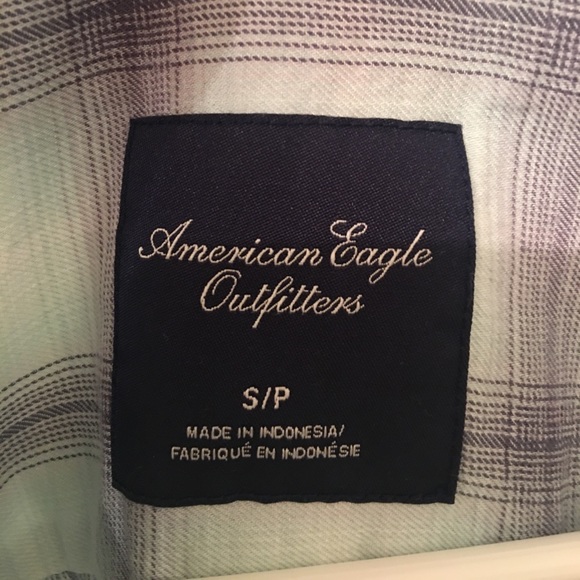 American Eagle
Outfitters
S/P
MADE IN INDONESIA/
FABRIQUÉ EN INDONÉSIE